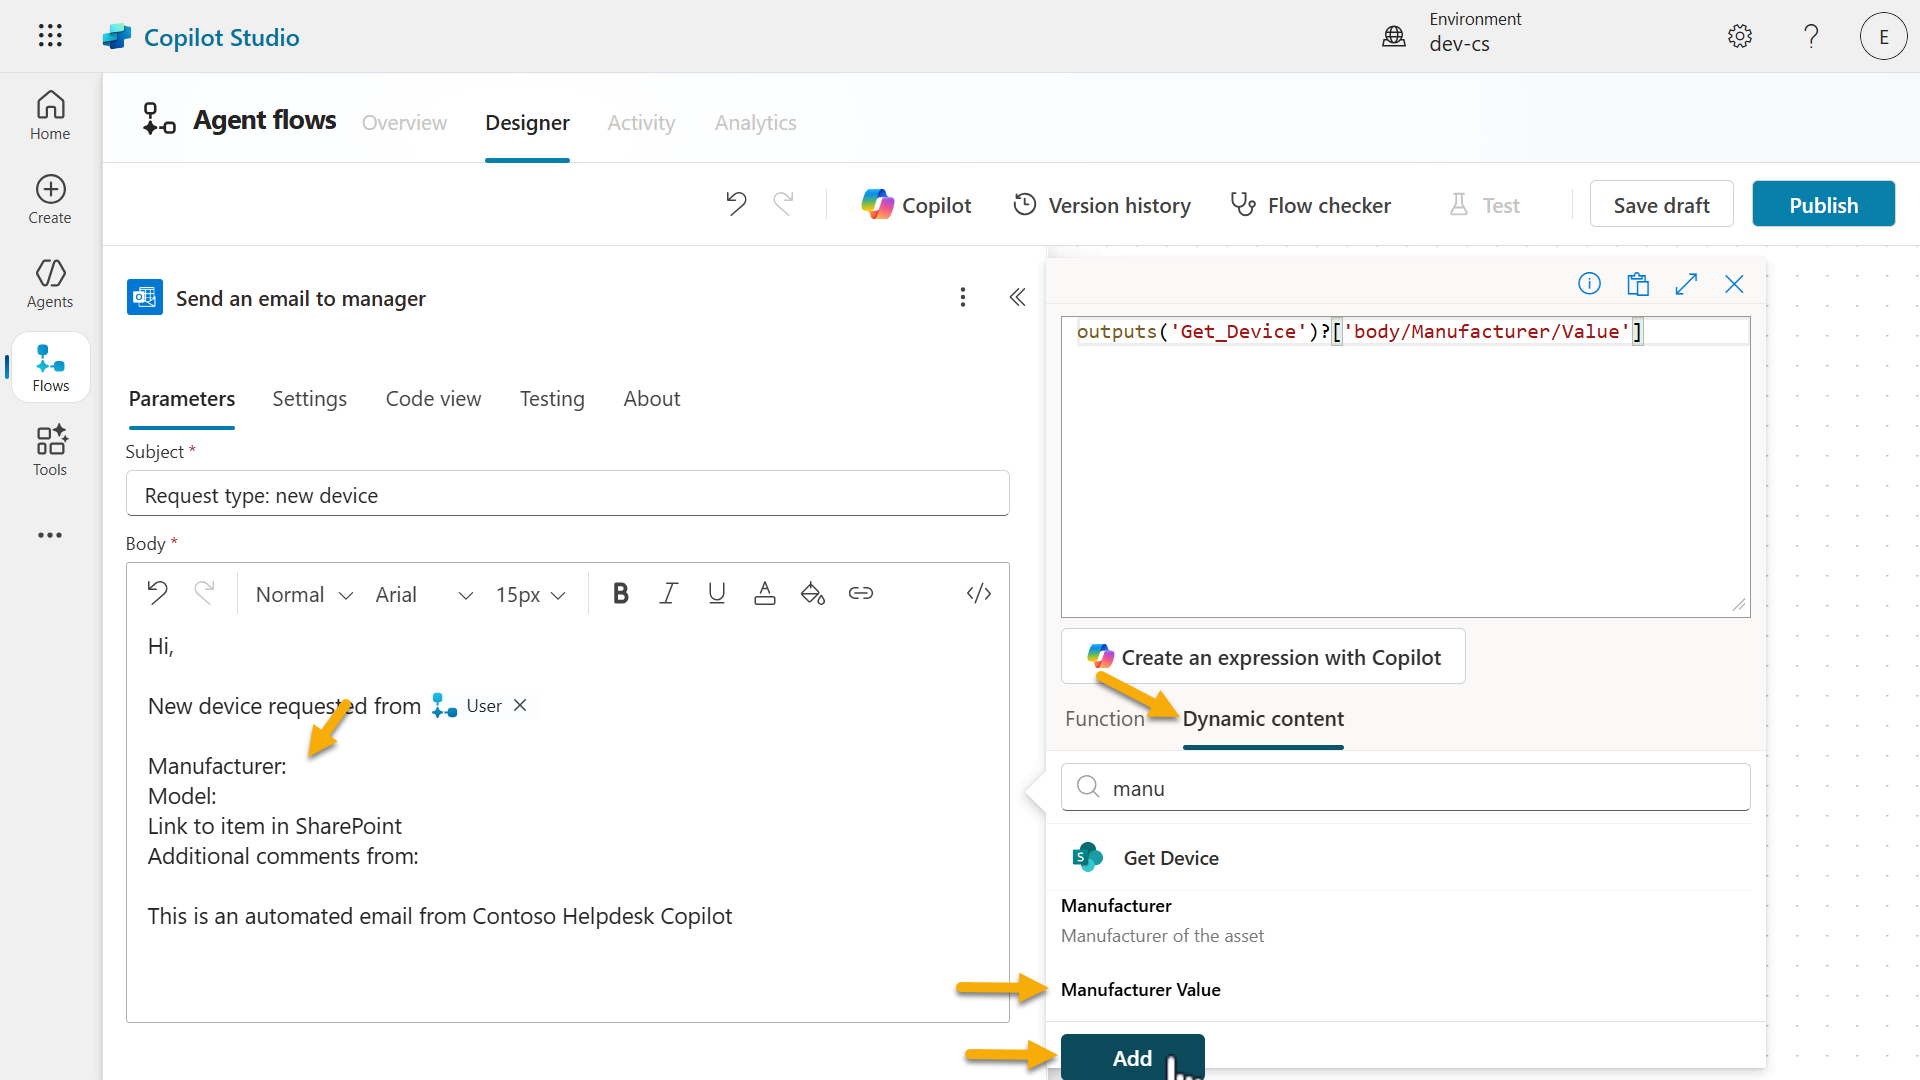 Copilot Studio
Environment
dev-cs
E
Home
Create
Agents
Flows
Tools
Agent flows
Overview
Designer
Activity
Analytics
Copilot
Version history
Flow checker
Test
Save draft
Publish
Send an email to manager
Parameters
Settings
Code view
Testing
About
Subject *
Request type: new device
Body *
Normal
Arial
15px
Hi,
New device requested from User
Manufacturer:
Model:
Link to item in SharePoint
Additional comments from:
This is an automated email from Contoso Helpdesk Copilot
outputs('Get_Device')?['body/Manufacturer/Value']
Create an expression with Copilot
Function
Dynamic content
manu
Get Device
Manufacturer
Manufacturer of the asset
Manufacturer Value
Add